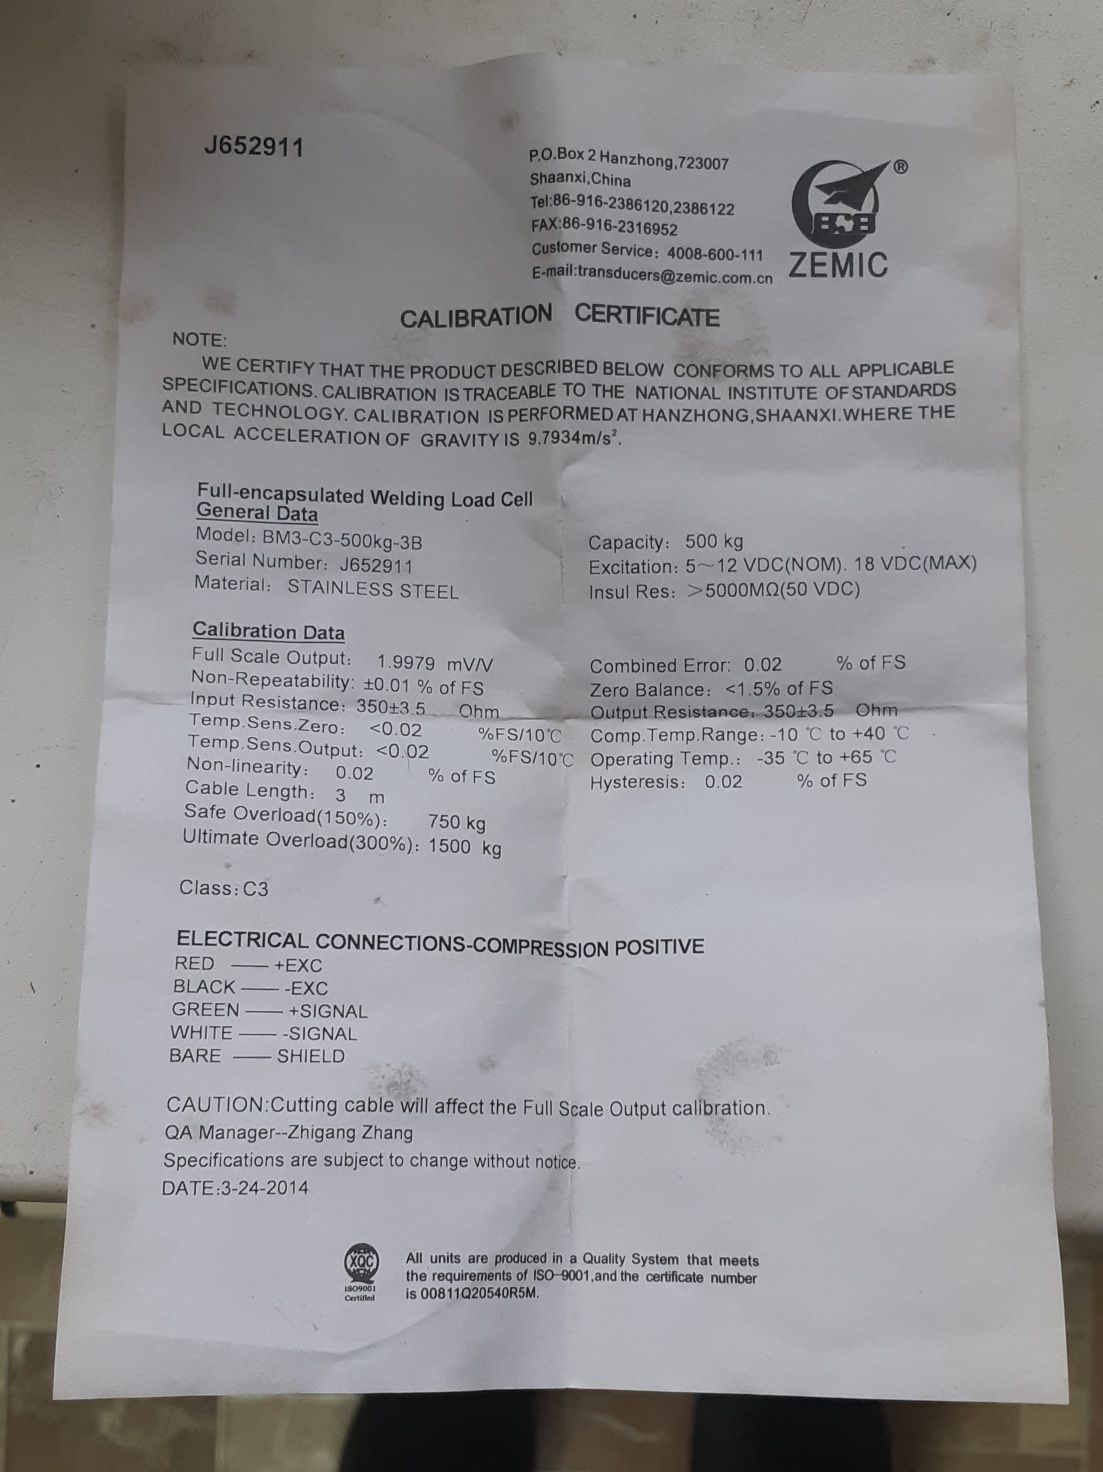 J652911
P.O.Box 2 Hanzhong,723007
Shaanxi,China
Tel:86-916-2386120,2386122
FAX:86-916-2316952
Customer Service: 4008-600-111
E-mail:transducers@zemic.com.cn
®
ZEMIC
CALIBRATION CERTIFICATE
NOTE:
WE CERTIFY THAT THE PRODUCT DESCRIBED BELOW CONFORMS TO ALL APPLICABLE
SPECIFICATIONS. CALIBRATION IS TRACEABLE TO THE NATIONAL INSTITUTE OF STANDARDS
AND TECHNOLOGY. CALIBRATION IS PERFORMED AT HANZHONG,SHAANXI.WHERE THE
LOCAL ACCELERATION OF GRAVITY IS 9.7934m/s².
Full-encapsulated Welding Load Cell
General Data
Model: BM3-C3-500kg-3B
Serial Number: J652911
Material: STAINLESS STEEL
Capacity: 500 kg
Excitation: 5~12 VDC(NOM). 18 VDC(MAX)
Insul Res: >5000MΩ(50 VDC)
Calibration Data
Full Scale Output: 1.9979 mV/V
Non-Repeatability: ±0.01 % of FS
Input Resistance: 350±3.5 Ohm
Temp.Sens.Zero: <0.02 %FS/10℃
Temp.Sens.Output: <0.02 %FS/10℃
Non-linearity: 0.02 % of FS
Cable Length: 3 m
Safe Overload(150%): 750 kg
Ultimate Overload(300%): 1500 kg
Combined Error: 0.02 % of FS
Zero Balance: <1.5% of FS
Output Resistance: 350±3.5 Ohm
Comp.Temp.Range: -10 ℃ to +40 ℃
Operating Temp.: -35 ℃ to +65 ℃
Hysteresis: 0.02 % of FS
Class: C3
ELECTRICAL CONNECTIONS-COMPRESSION POSITIVE
RED —— +EXC
BLACK —— -EXC
GREEN —— +SIGNAL
WHITE —— -SIGNAL
BARE —— SHIELD
CAUTION:Cutting cable will affect the Full Scale Output calibration.
QA Manager--Zhigang Zhang
Specifications are subject to change without notice.
DATE:3-24-2014
XQC
ISO9001
Certified
All units are produced in a Quality System that meets
the requirements of ISO-9001,and the certificate number
is 00811Q20540R5M.